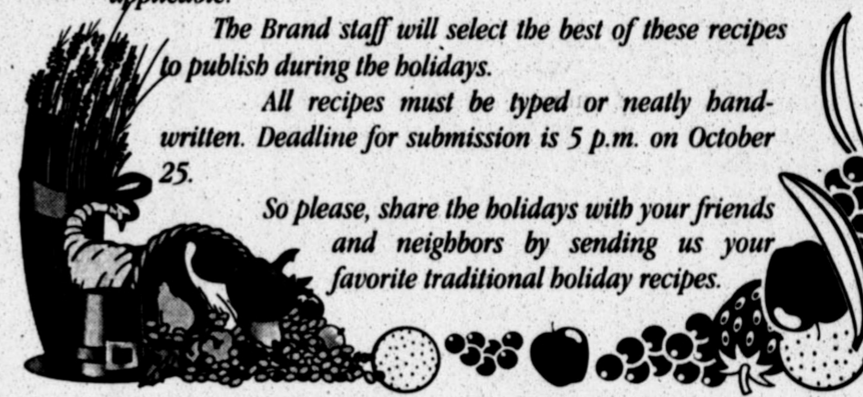 applicable.
The Brand staff will select the best of these recipes
to publish during the holidays.
All recipes must be typed or neatly hand-
written. Deadline for submission is 5 p.m. on October
25.
So please, share the holidays with your friends
and neighbors by sending us your
favorite traditional holiday recipes.